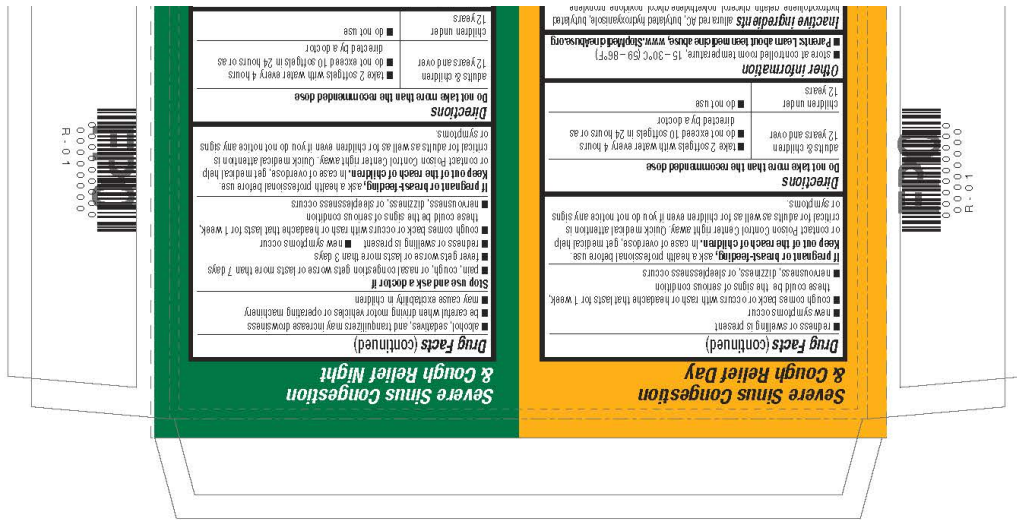 Severe Sinus Congestion
& Cough Relief Day
Drug Facts (continued)
■ redness or swelling is present
■ new symptoms occur
■ cough comes back or occurs with rash or headache that lasts for 1 week,
these could be the signs of serious condition
■ nervousness, dizziness, or sleeplessness occurs
If pregnant or breast-feeding, ask a health professional before use.
Keep out of the reach of children. In case of overdose, get medical help
or contact Poison Control Center right away. Quick medical attention is
critical for adults as well as for children even if you do not notice any signs
or symptoms.
Directions
Do not take more than the recommended dose
adults & children
12 years and over
■ take 2 softgels with water every 4 hours
■ do not exceed 10 softgels in 24 hours or as
directed by a doctor
children under
12 years
■ do not use
Other information
■ store at controlled room temperature, 15 – 30°C (59 – 86°F)
■ Parents: Learn about teen medicine abuse, www.StopMedicineAbuse.org
Inactive ingredients allura red AC, butylated hydroxyanisole, butylated
hydroxytoluene, gelatin, glycerol, polyethylene glycol, povidone, propylene
Severe Sinus Congestion
& Cough Relief Night
Drug Facts (continued)
■ alcohol, sedatives, and tranquilizers may increase drowsiness
■ be careful when driving motor vehicles or operating machinery
■ may cause excitability in children
Stop use and ask a doctor if
■ pain, cough, or nasal congestion gets worse or lasts more than 7 days
■ fever gets worse or lasts more than 3 days
■ redness or swelling is present ■ new symptoms occur
■ cough comes back or occurs with rash or headache that lasts for 1 week,
these could be the signs of serious condition
■ nervousness, dizziness, or sleeplessness occurs
If pregnant or breast-feeding, ask a health professional before use.
Keep out of the reach of children. In case of overdose, get medical help
or contact Poison Control Center right away. Quick medical attention is
critical for adults as well as for children even if you do not notice any signs
or symptoms.
Directions
Do not take more than the recommended dose
adults & children
12 years and over
■ take 2 softgels with water every 4 hours
■ do not exceed 10 softgels in 24 hours or as
directed by a doctor
children under
12 years
■ do not use
R-01
R-01